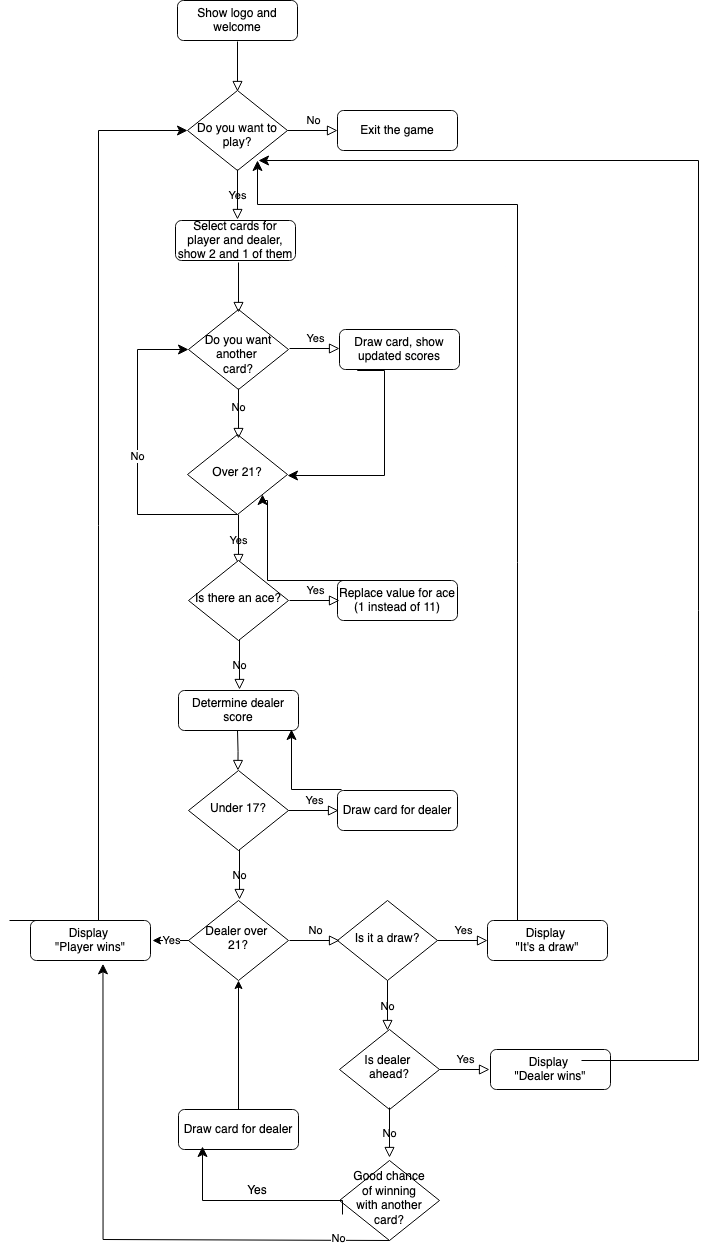 Show logo and
welcome
Do you want to
play?
No
Exit the game
Yes
Select cards for
player and dealer,
show 2 and 1 of them
Do you want
another
card?
Yes
Draw card, show
updated scores
No
No
Over 21?
Yes
Is there an ace?
Yes
Replace value for ace
(1 instead of 11)
No
Determine dealer
score
Under 17?
Yes
Draw card for dealer
No
Display
"Player wins"
Yes
Dealer over
21?
No
Is it a draw?
Yes
Display
"It's a draw"
No
Is dealer
ahead?
Yes
Display
"Dealer wins"
Draw card for dealer
No
Good chance
of winning
with another
card?
Yes
No